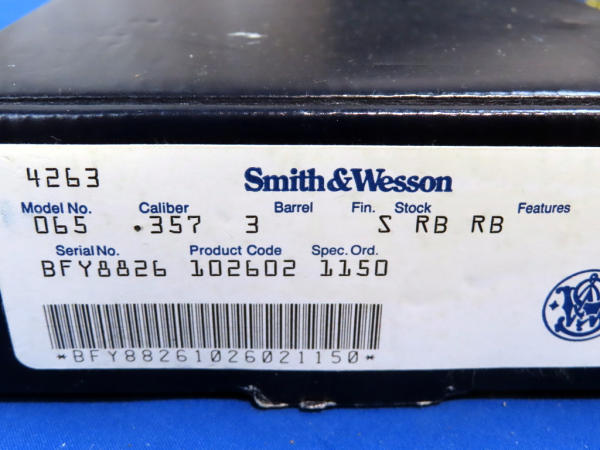 4263 Smith&Wesson
Model No. Caliber Barrel Fin. Stock Features
065 .357 3 S RB RB
Serial No. Product Code Spec. Ord.
BFY8826 102602 1150
*BFY88261026021150*